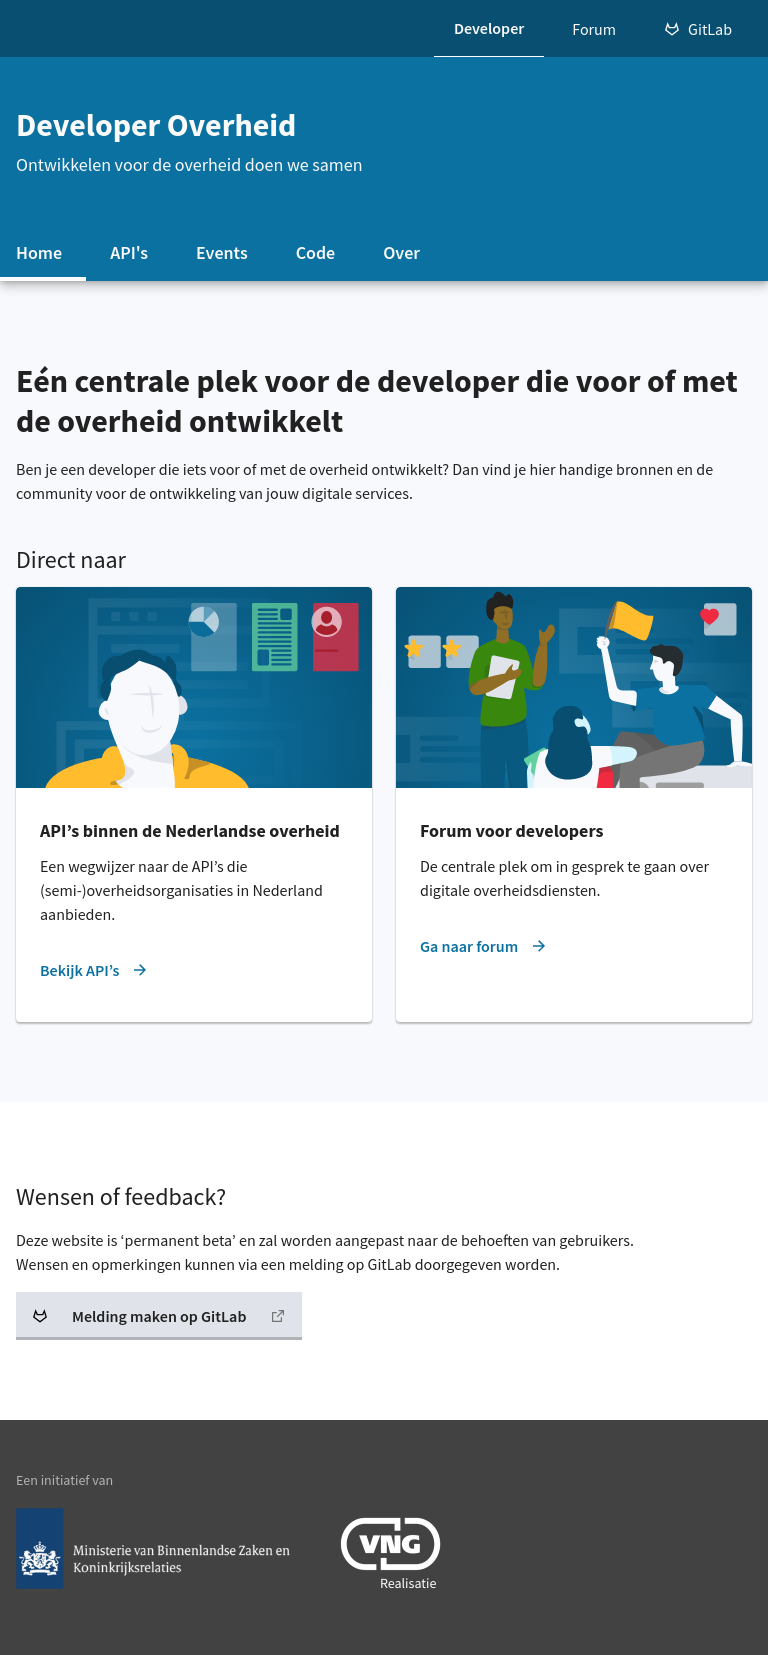 Developer
Forum
GitLab
Developer Overheid
Ontwikkelen voor de overheid doen we samen
Home
API's
Events
Code
Over
Eén centrale plek voor de developer die voor of met
de overheid ontwikkelt
Ben je een developer die iets voor of met de overheid ontwikkelt? Dan vind je hier handige bronnen en de
community voor de ontwikkeling van jouw digitale services.
Direct naar
API’s binnen de Nederlandse overheid
Een wegwijzer naar de API’s die
(semi-)overheidsorganisaties in Nederland
aanbieden.
Bekijk API’s
Forum voor developers
De centrale plek om in gesprek te gaan over
digitale overheidsdiensten.
Ga naar forum
Wensen of feedback?
Deze website is ‘permanent beta’ en zal worden aangepast naar de behoeften van gebruikers.
Wensen en opmerkingen kunnen via een melding op GitLab doorgegeven worden.
Melding maken op GitLab
Een initiatief van
Ministerie van Binnenlandse Zaken en
Koninkrijksrelaties
VNG
Realisatie